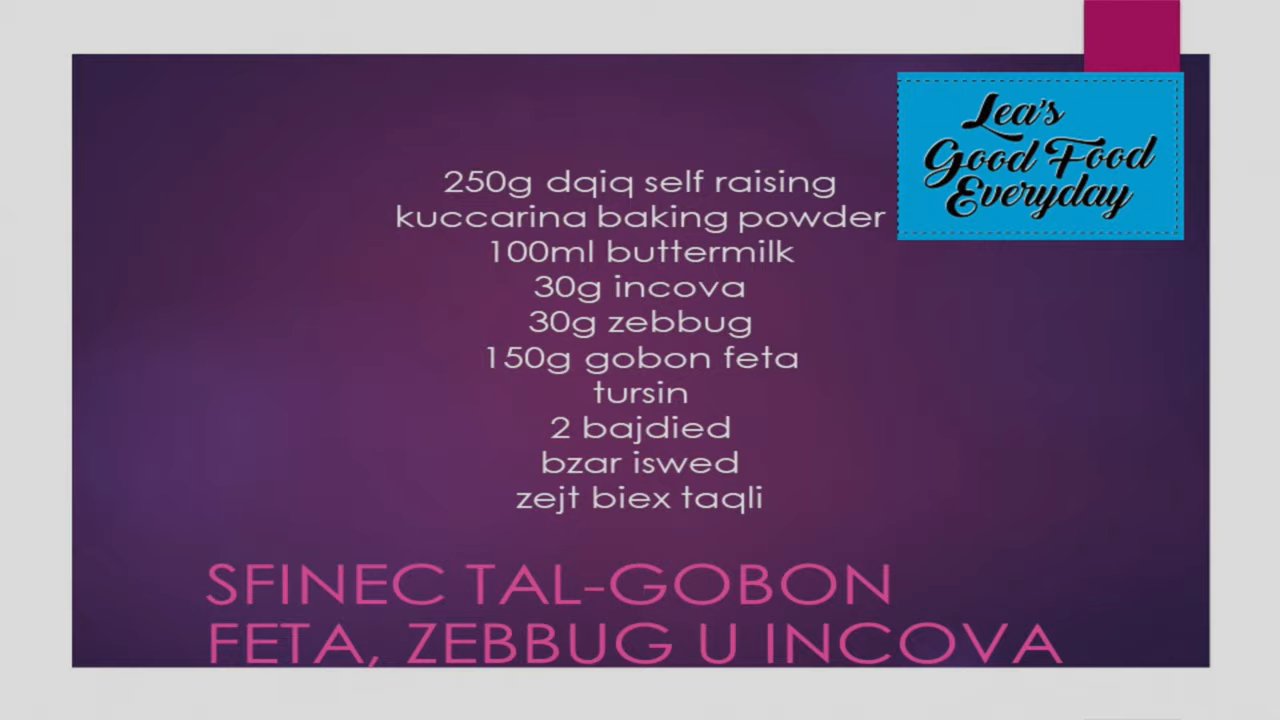 Lea's
Good Food
Everyday
250g dqiq self raising
kuccarina baking powder
100ml buttermilk
30g incova
30g zebbug
150g gobon feta
tursin
2 bajdied
bzar iswed
zejt biex taqli
SFINEC TAL-GOBON
FETA, ZEBBUG U INCOVA